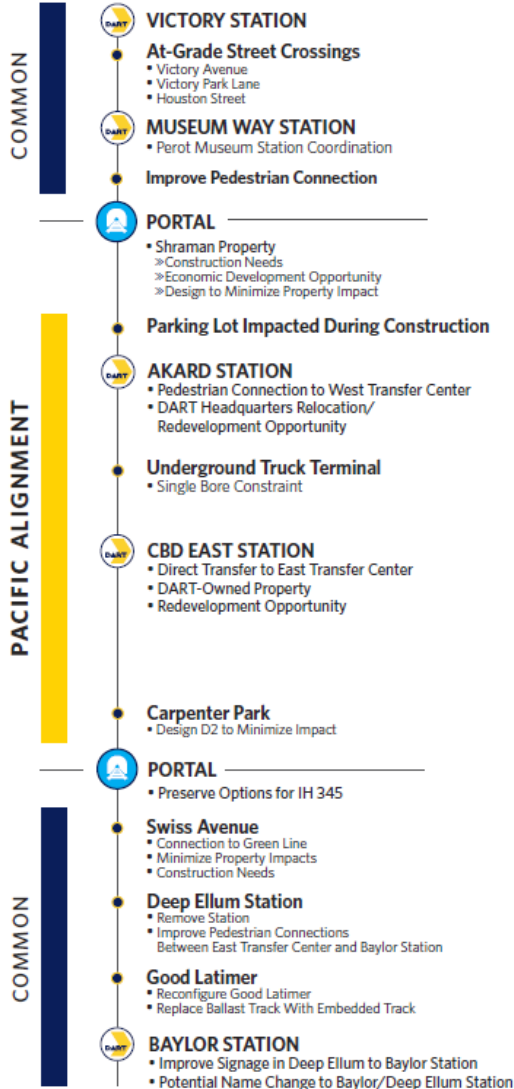 COMMON
DART
VICTORY STATION
At-Grade Street Crossings
• Victory Avenue
• Victory Park Lane
• Houston Street
DART
MUSEUM WAY STATION
• Perot Museum Station Coordination
Improve Pedestrian Connection
PORTAL
• Shraman Property
»Construction Needs
»Economic Development Opportunity
»Design to Minimize Property Impact
PACIFIC ALIGNMENT
Parking Lot Impacted During Construction
DART
AKARD STATION
• Pedestrian Connection to West Transfer Center
• DART Headquarters Relocation/
Redevelopment Opportunity
Underground Truck Terminal
• Single Bore Constraint
DART
CBD EAST STATION
• Direct Transfer to East Transfer Center
• DART-Owned Property
• Redevelopment Opportunity
Carpenter Park
• Design D2 to Minimize Impact
PORTAL
• Preserve Options for IH 345
COMMON
Swiss Avenue
• Connection to Green Line
• Minimize Property Impacts
• Construction Needs
Deep Ellum Station
• Remove Station
• Improve Pedestrian Connections
Between East Transfer Center and Baylor Station
Good Latimer
• Reconfigure Good Latimer
• Replace Ballast Track With Embedded Track
DART
BAYLOR STATION
• Improve Signage in Deep Ellum to Baylor Station
• Potential Name Change to Baylor/Deep Ellum Station